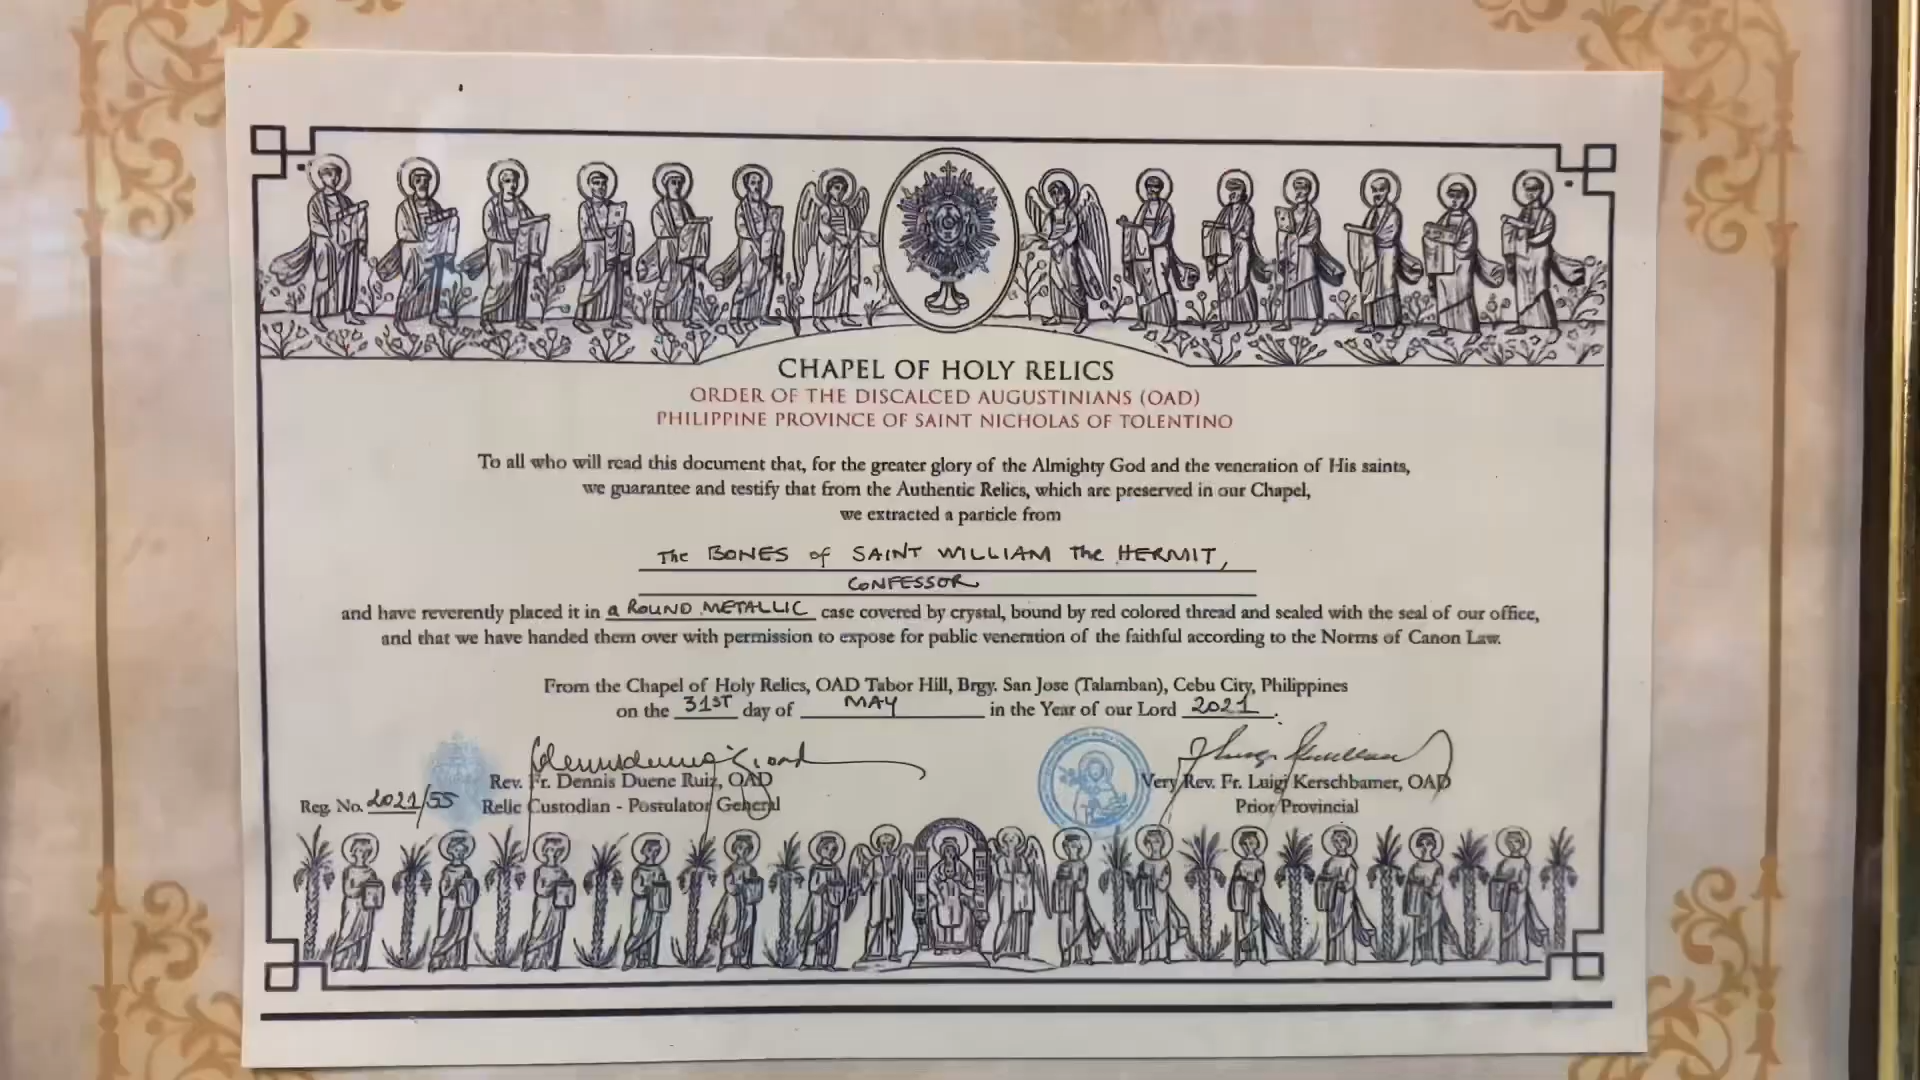 CHAPEL OF HOLY RELICS
ORDER OF THE DISCALCED AUGUSTINIANS (OAD)
PHILIPPINE PROVINCE OF SAINT NICHOLAS OF TOLENTINO
To all who will read this document that, for the greater glory of the Almighty God and the veneration of His saints,
we guarantee and testify that from the Authentic Relics, which are preserved in our Chapel,
we extracted a particle from
The BONES of SAINT WILLIAM The HERMIT,
CONFESSOR
and have reverently placed it in a ROUND METALLIC case covered by crystal, bound by red colored thread and sealed with the seal of our office,
and that we have handed them over with permission to expose for public veneration of the faithful according to the Norms of Canon Law.
From the Chapel of Holy Relics, OAD Tabor Hill, Brgy. San Jose (Talamban), Cebu City, Philippines
on the 31ST day of MAY in the Year of our Lord 2021.
Rev. Fr. Dennis Duene Ruiz, OAD
Very Rev. Fr. Luigi Kerschbamer, OAD
Reg. No. 2021/55
Relic Custodian - Postulator General
Prior Provincial